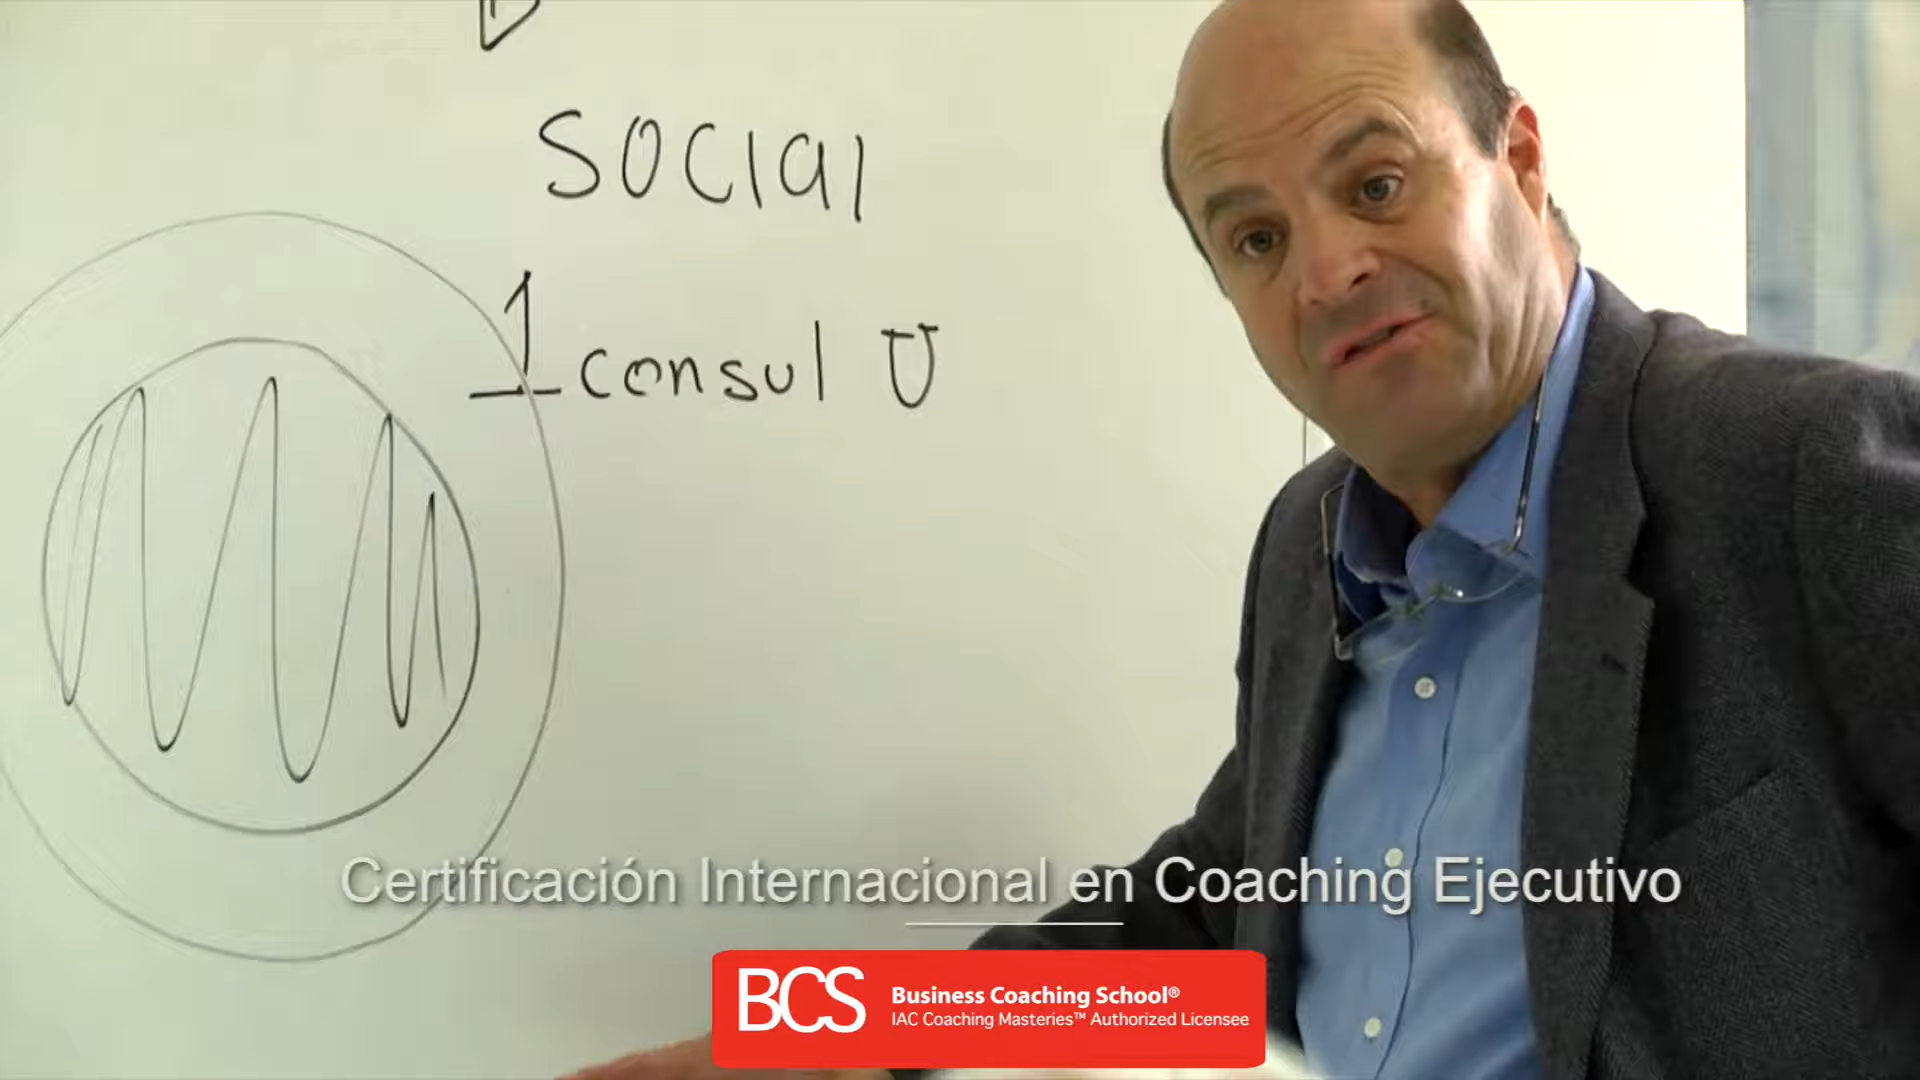 SOCIAL
1 consul U
Certificación Internacional en Coaching Ejecutivo
BCS
Business Coaching School®
IAC Coaching Masteries™ Authorized Licensee